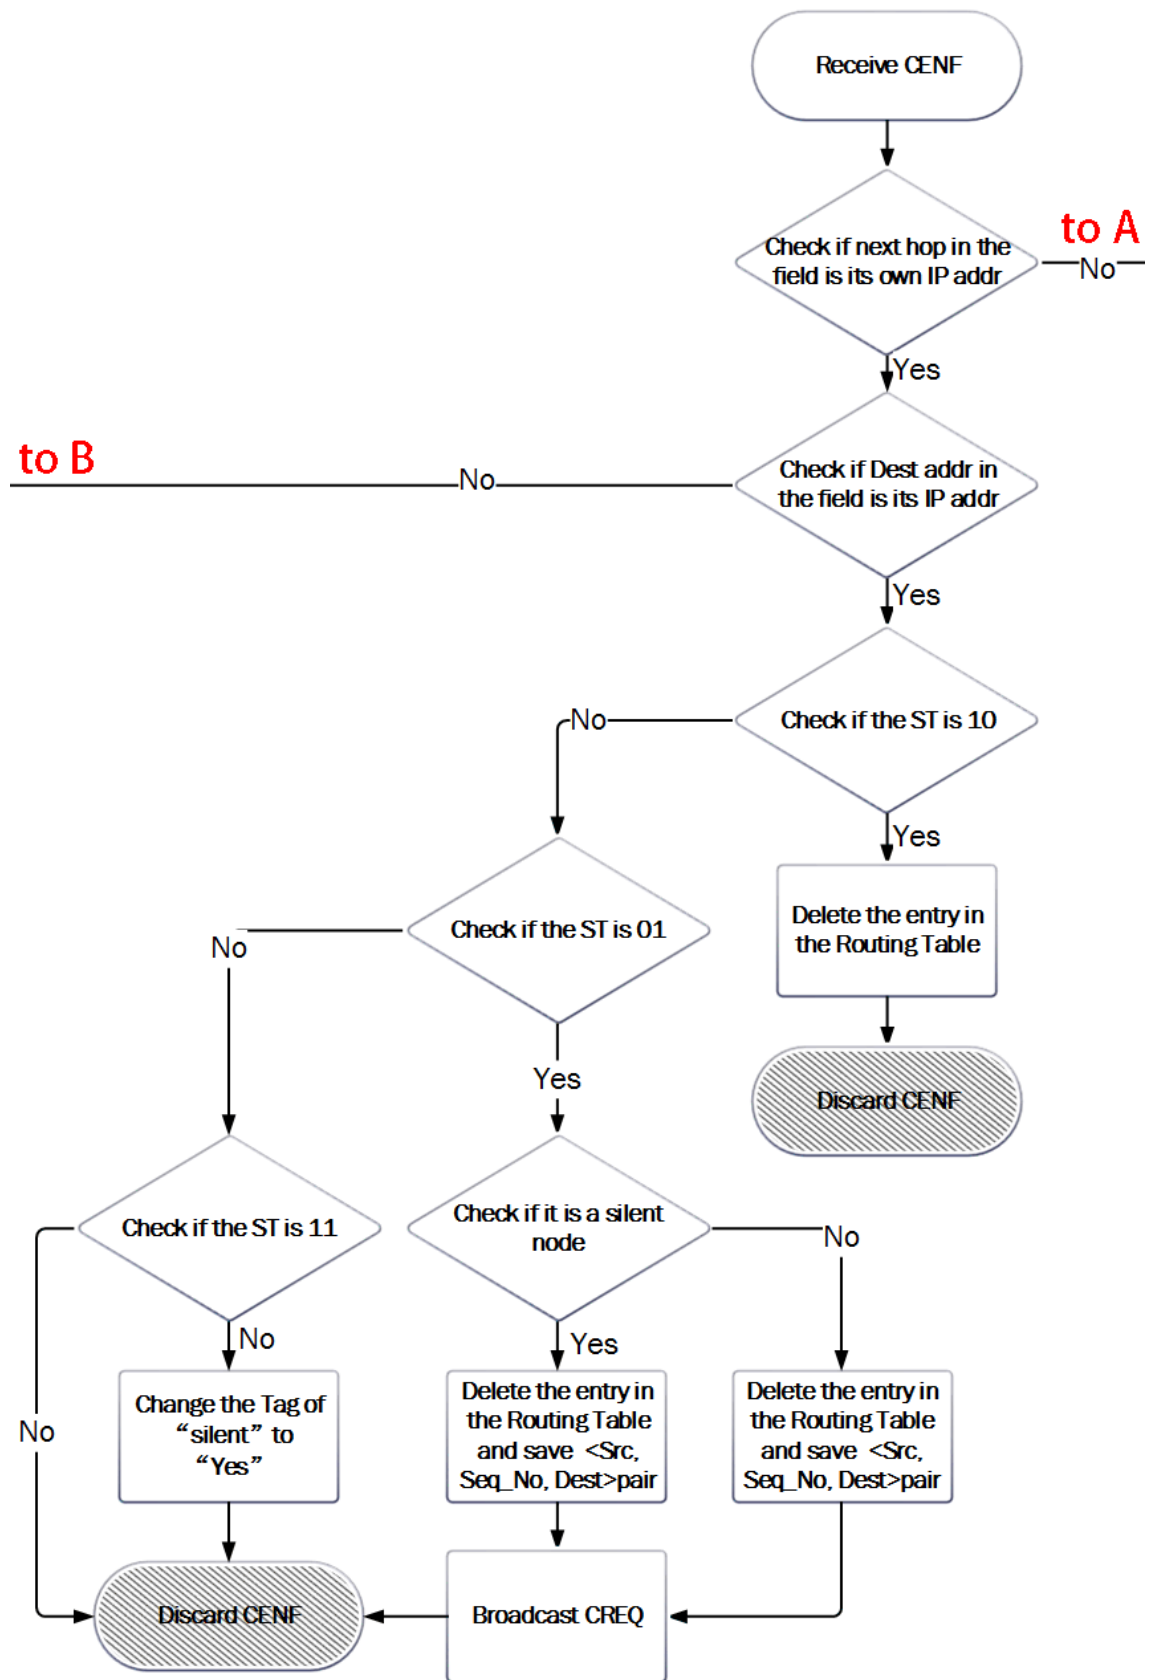 Receive CENF
to A
Check if next hop in the
field is its own IP addr
No
Yes
to B
No
Check if Dest addr in
the field is its IP addr
Yes
No
Check if the ST is 10
Yes
Delete the entry in
the Routing Table
Check if the ST is 01
No
Yes
Discard CENF
Check if the ST is 11
Check if it is a silent
node
No
No
Yes
No
Change the Tag of
“silent” to
“Yes”
Delete the entry in
the Routing Table
and save <Src,
Seq_No, Dest>pair
Delete the entry in
the Routing Table
and save <Src,
Seq_No, Dest>pair
Discard CENF
Broadcast CREQ